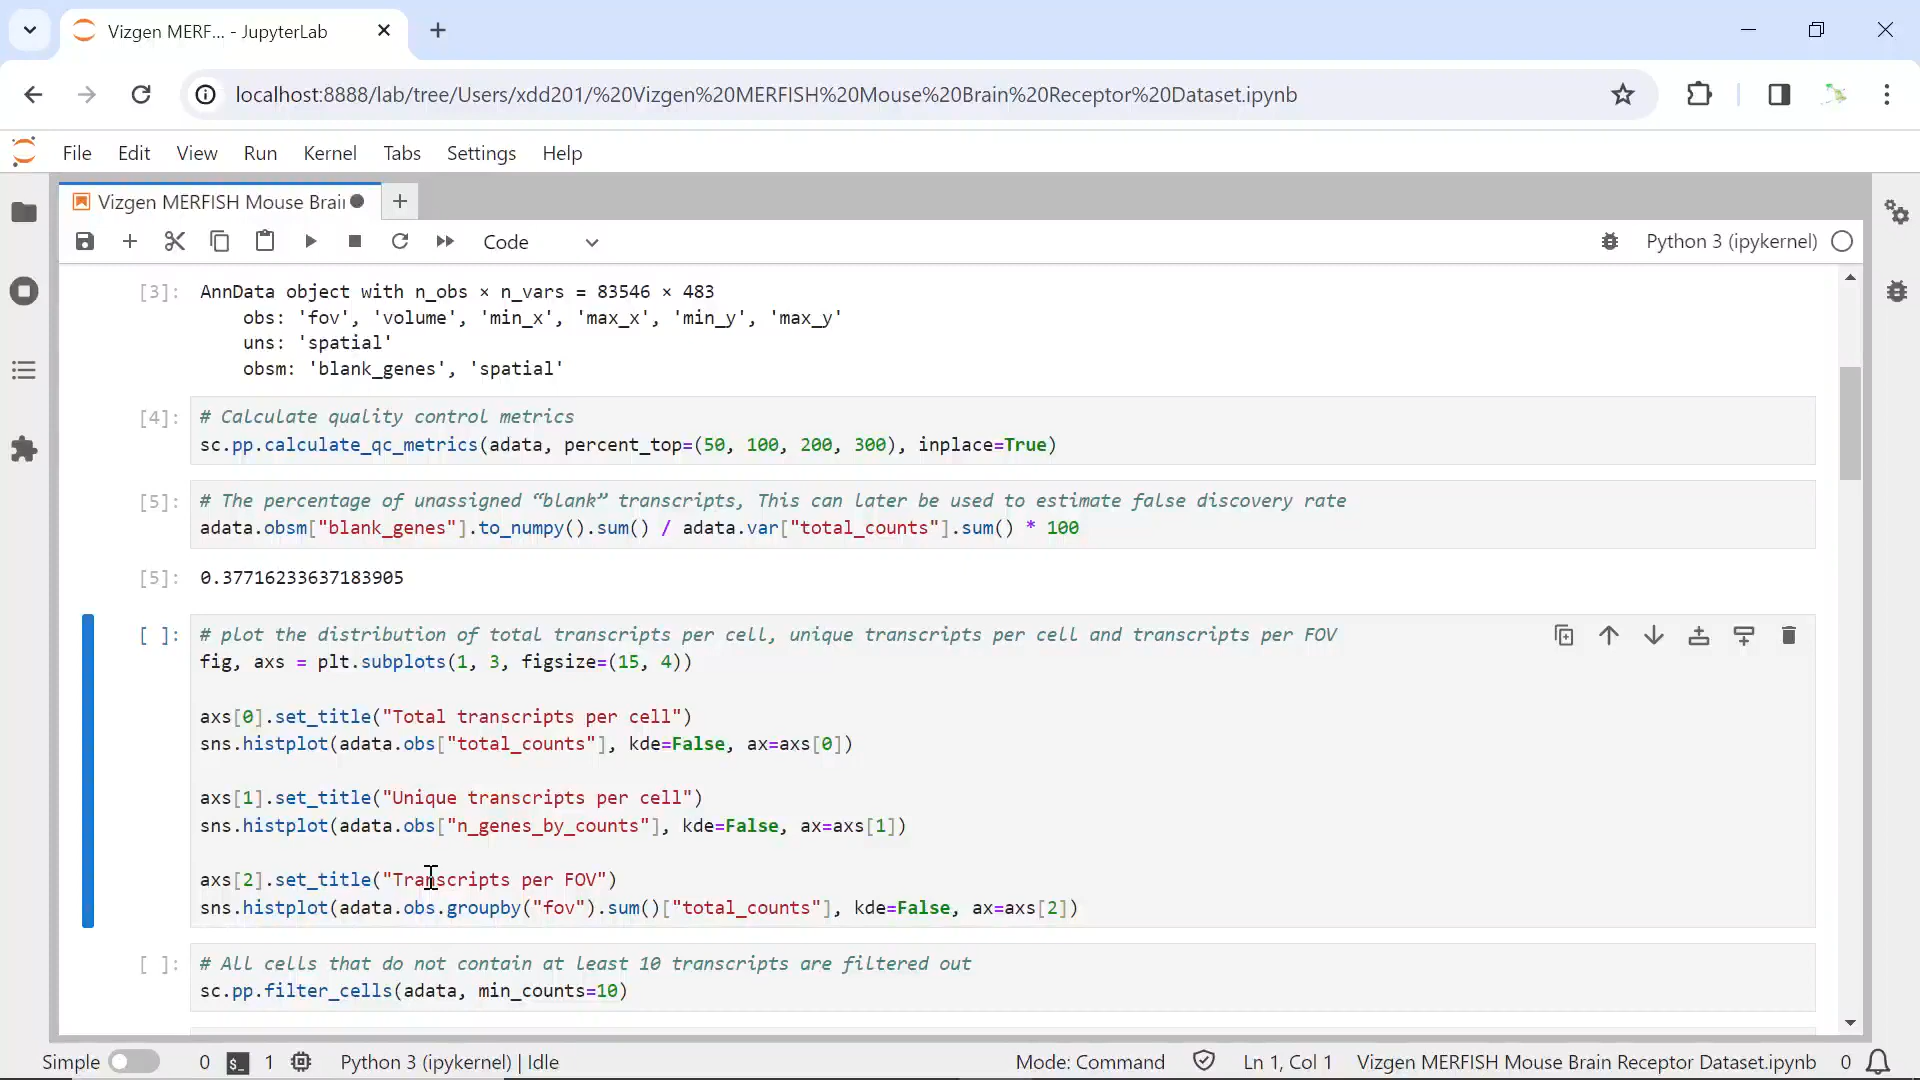 Vizgen MERF... - JupyterLab
localhost:8888/lab/tree/Users/xdd201/%20Vizgen%20MERFISH%20Mouse%20Brain%20Receptor%20Dataset.ipynb
File Edit View Run Kernel Tabs Settings Help
Vizgen MERFISH Mouse Brai
Code
Python 3 (ipykernel)
[3]: AnnData object with n_obs × n_vars = 83546 × 483
obs: 'fov', 'volume', 'min_x', 'max_x', 'min_y', 'max_y'
uns: 'spatial'
obsm: 'blank_genes', 'spatial'
[4]: # Calculate quality control metrics
sc.pp.calculate_qc_metrics(adata, percent_top=(50, 100, 200, 300), inplace=True)
[5]: # The percentage of unassigned “blank” transcripts, This can later be used to estimate false discovery rate
adata.obsm["blank_genes"].to_numpy().sum() / adata.var["total_counts"].sum() * 100
[5]: 0.37716233637183905
[ ]: # plot the distribution of total transcripts per cell, unique transcripts per cell and transcripts per FOV
fig, axs = plt.subplots(1, 3, figsize=(15, 4))
axs[0].set_title("Total transcripts per cell")
sns.histplot(adata.obs["total_counts"], kde=False, ax=axs[0])
axs[1].set_title("Unique transcripts per cell")
sns.histplot(adata.obs["n_genes_by_counts"], kde=False, ax=axs[1])
axs[2].set_title("Transcripts per FOV")
sns.histplot(adata.obs.groupby("fov").sum()["total_counts"], kde=False, ax=axs[2])
[ ]: # All cells that do not contain at least 10 transcripts are filtered out
sc.pp.filter_cells(adata, min_counts=10)
Simple 0 $_ 1 Python 3 (ipykernel) | Idle Mode: Command Ln 1, Col 1 Vizgen MERFISH Mouse Brain Receptor Dataset.ipynb 0